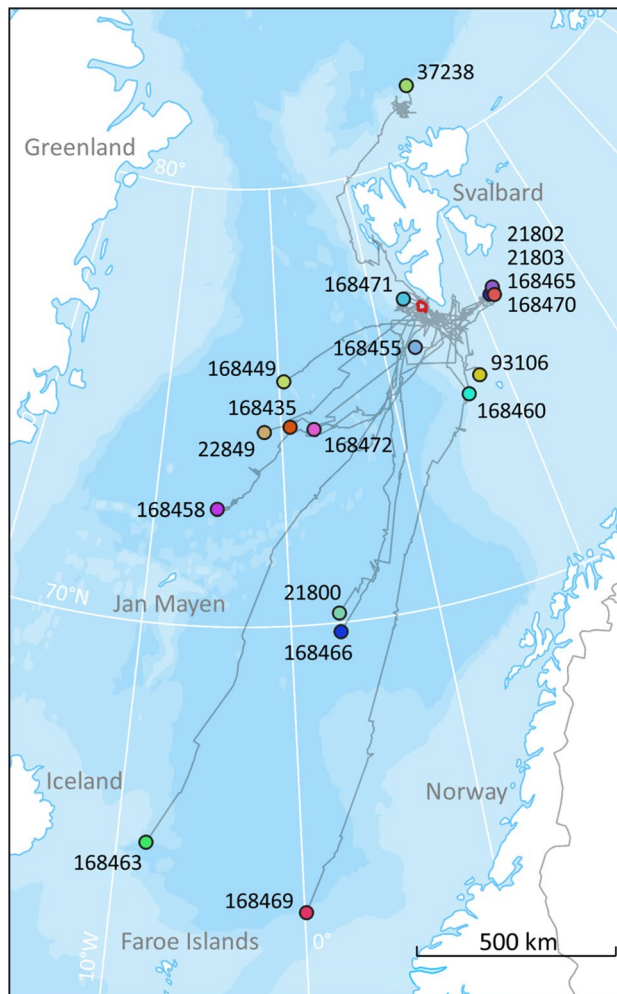 37238
Greenland
80°
Svalbard
21802
21803
168465
168470
168471
168455
93106
168449
168460
168435
22849
168472
168458
70°N
Jan Mayen
21800
168466
Iceland
Norway
168463
168469
Faroe Islands
0°
10°W
500 km